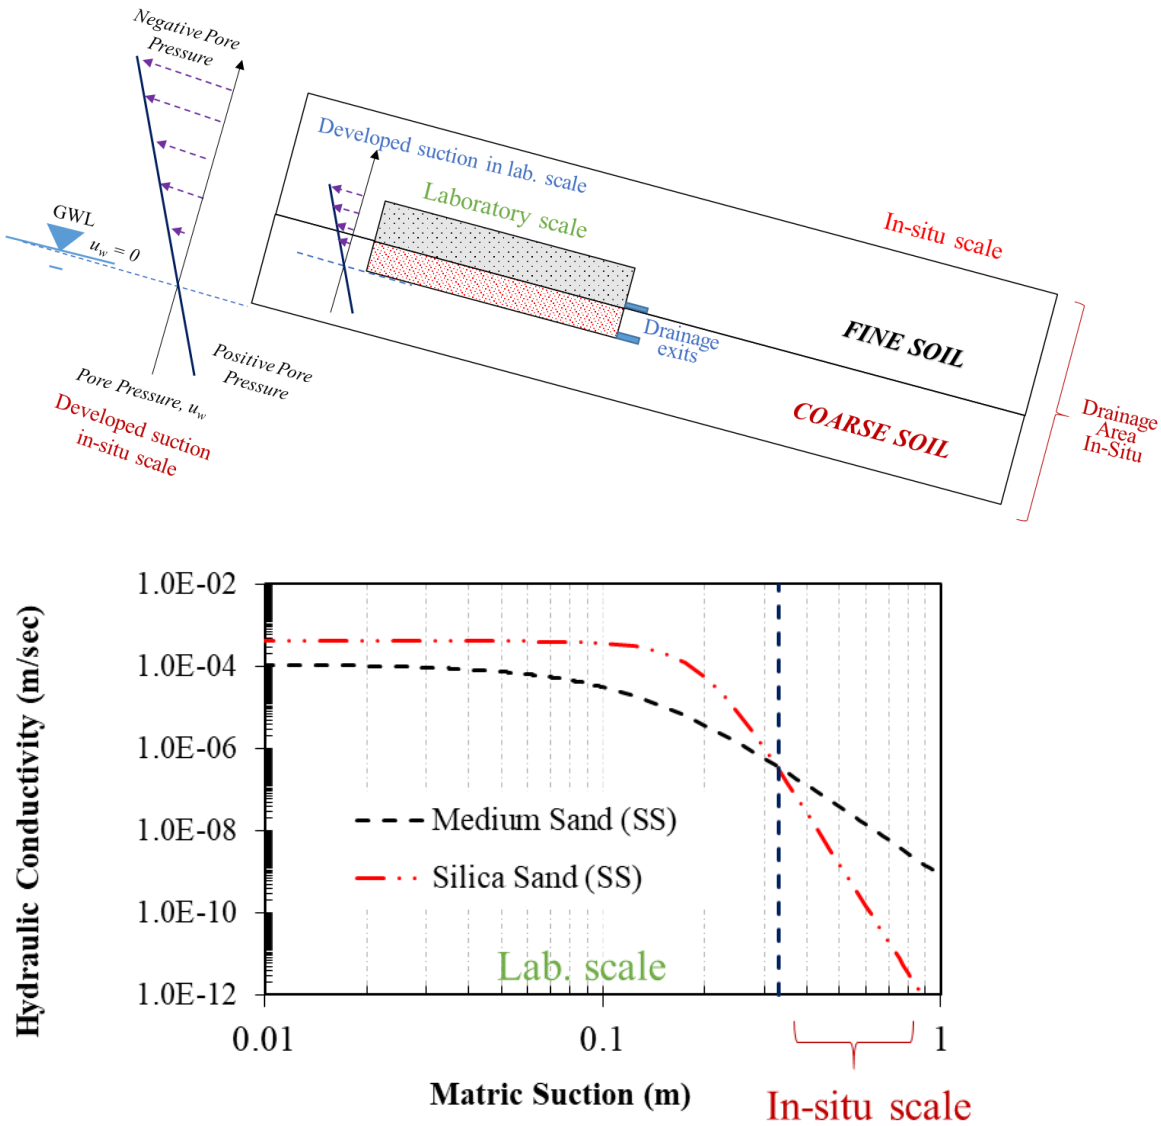 Negative Pore
Pressure
GWL
u_w = 0
Positive Pore
Pressure
Pore Pressure, u_w
Developed suction
in-situ scale
Developed suction in lab. scale
Laboratory scale
In-situ scale
Drainage
exits
FINE SOIL
COARSE SOIL
Drainage
Area
In-Situ
Hydraulic Conductivity (m/sec)
1.0E-02
1.0E-04
1.0E-06
1.0E-08
1.0E-10
1.0E-12
Medium Sand (SS)
Silica Sand (SS)
Lab. scale
0.01
0.1
1
Matric Suction (m)
In-situ scale